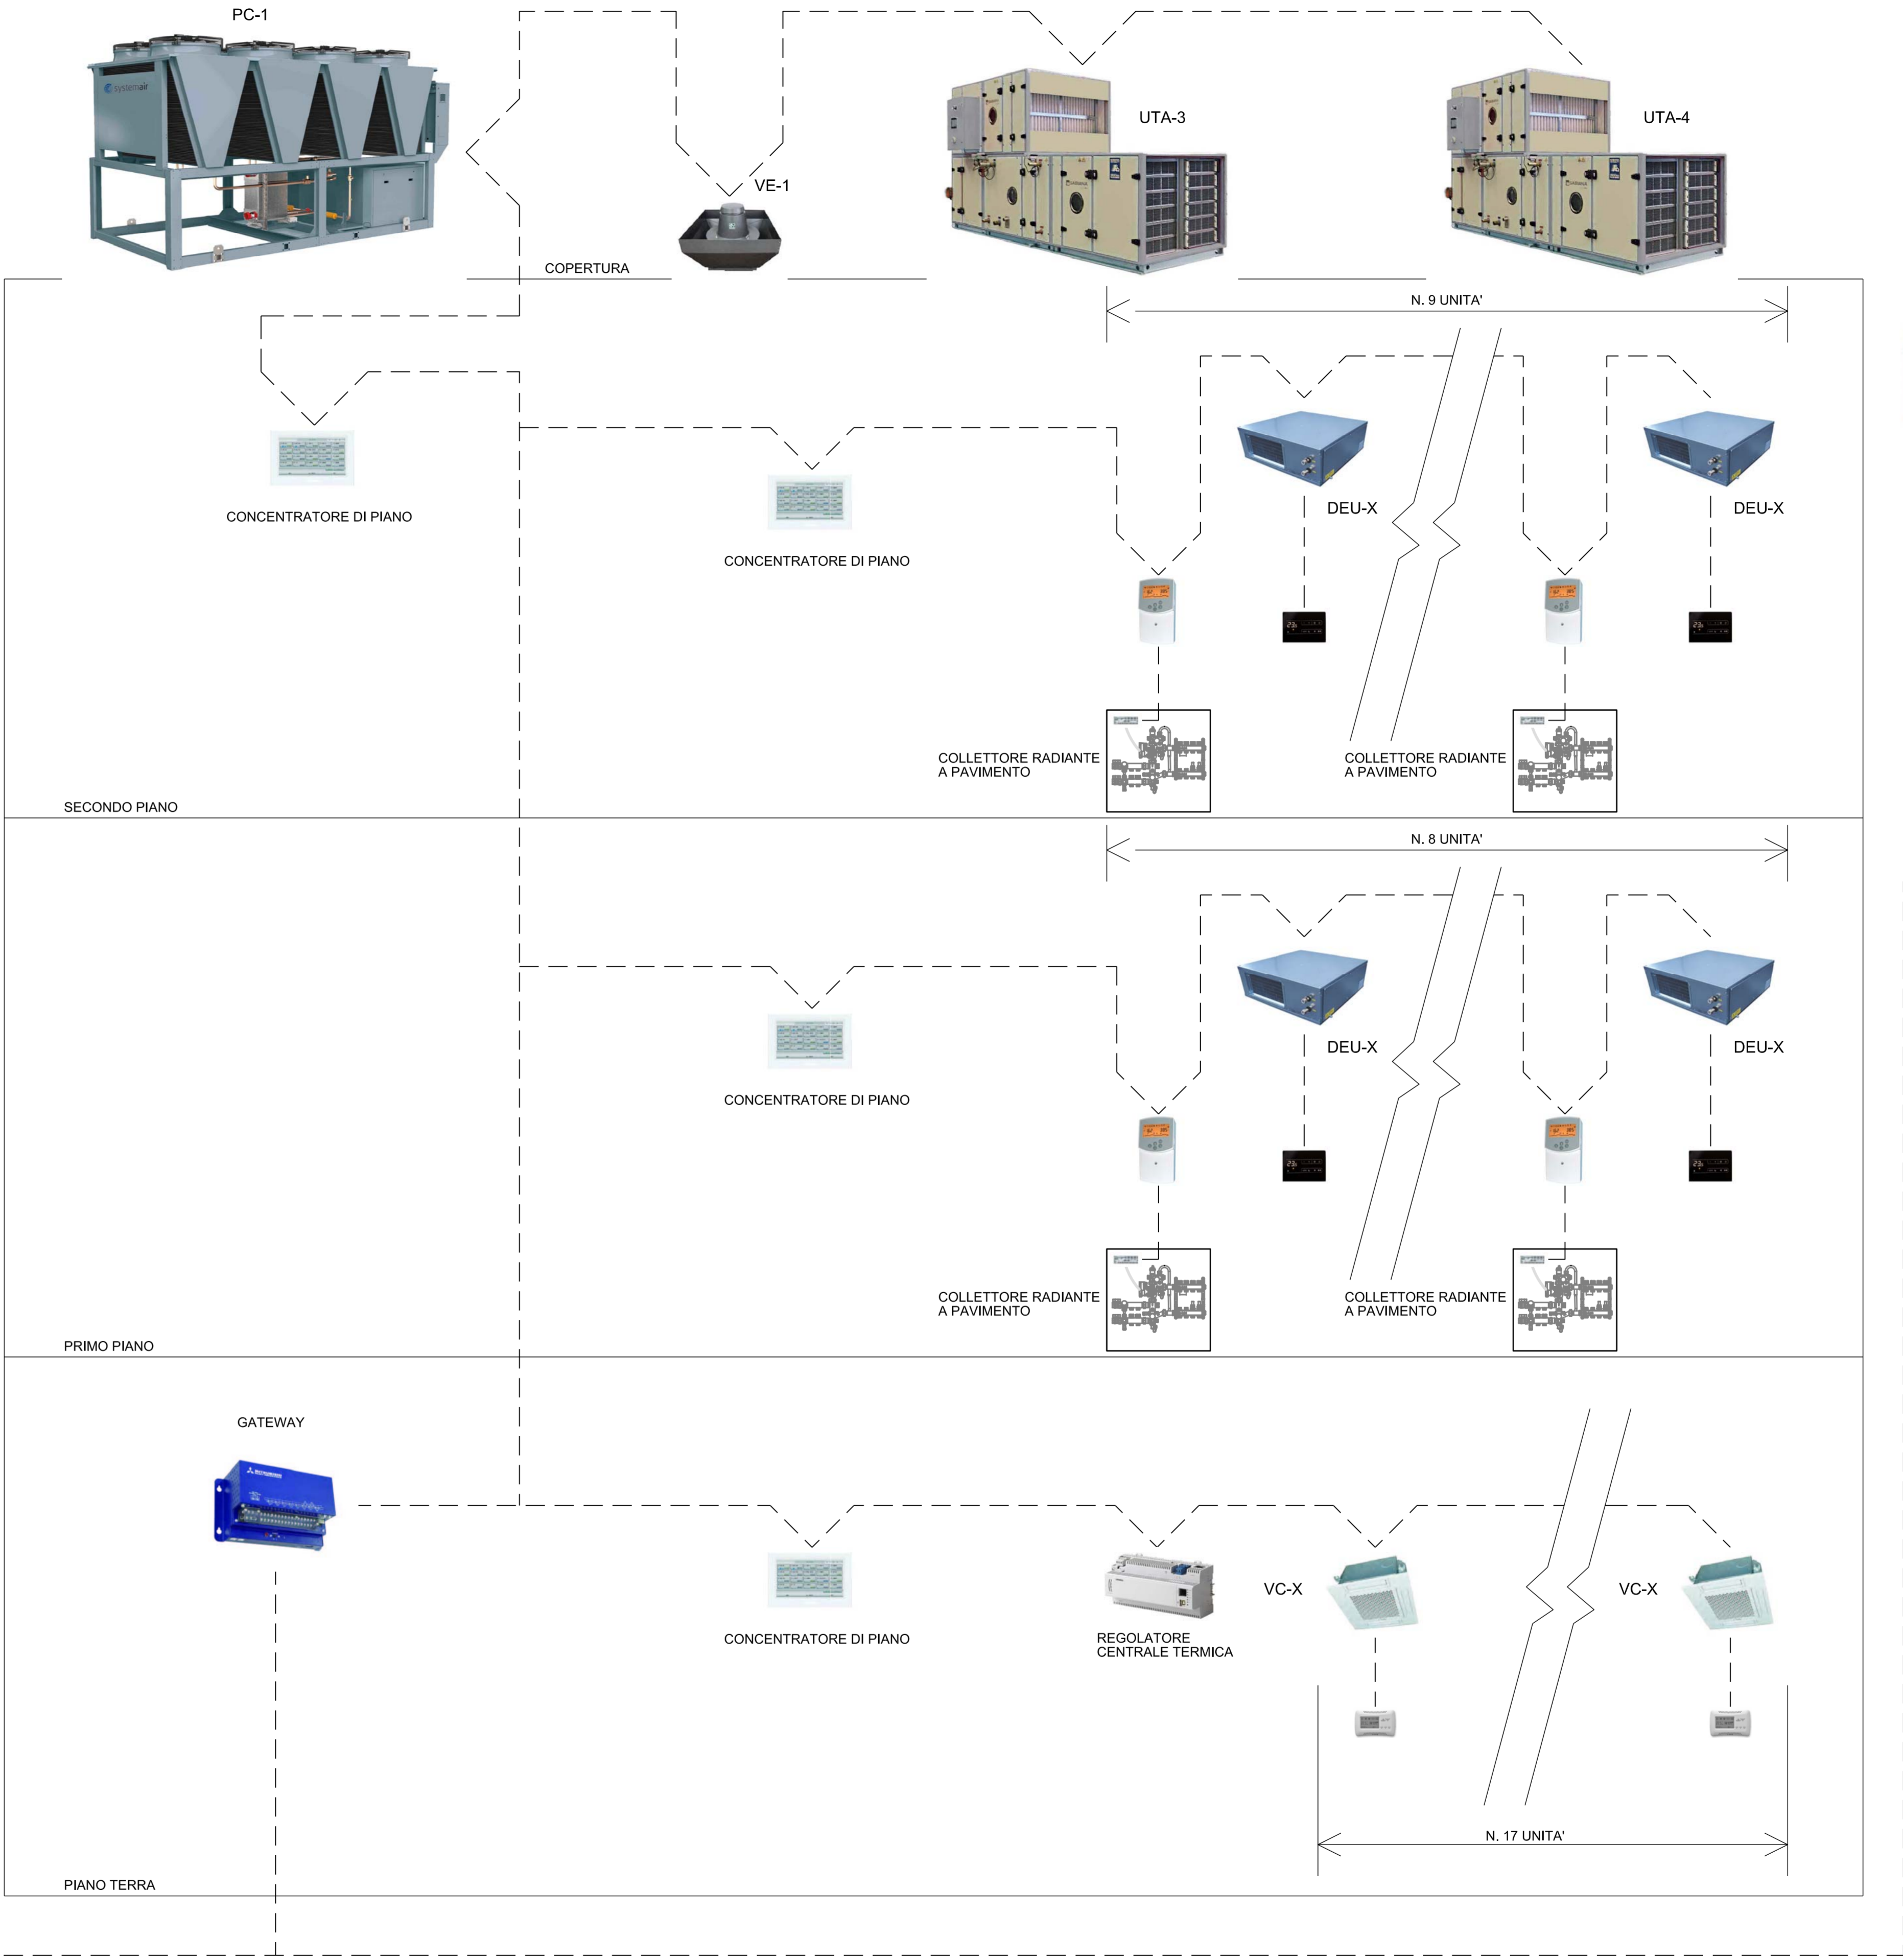 PC-1
systemair
VE-1
UTA-3
UTA-4
COPERTURA
N. 9 UNITA'
CONCENTRATORE DI PIANO
CONCENTRATORE DI PIANO
DEU-X
DEU-X
COLLETTORE RADIANTE
A PAVIMENTO
COLLETTORE RADIANTE
A PAVIMENTO
SECONDO PIANO
N. 8 UNITA'
DEU-X
DEU-X
CONCENTRATORE DI PIANO
COLLETTORE RADIANTE
A PAVIMENTO
COLLETTORE RADIANTE
A PAVIMENTO
PRIMO PIANO
GATEWAY
VC-X
VC-X
CONCENTRATORE DI PIANO
REGOLATORE
CENTRALE TERMICA
N. 17 UNITA'
PIANO TERRA